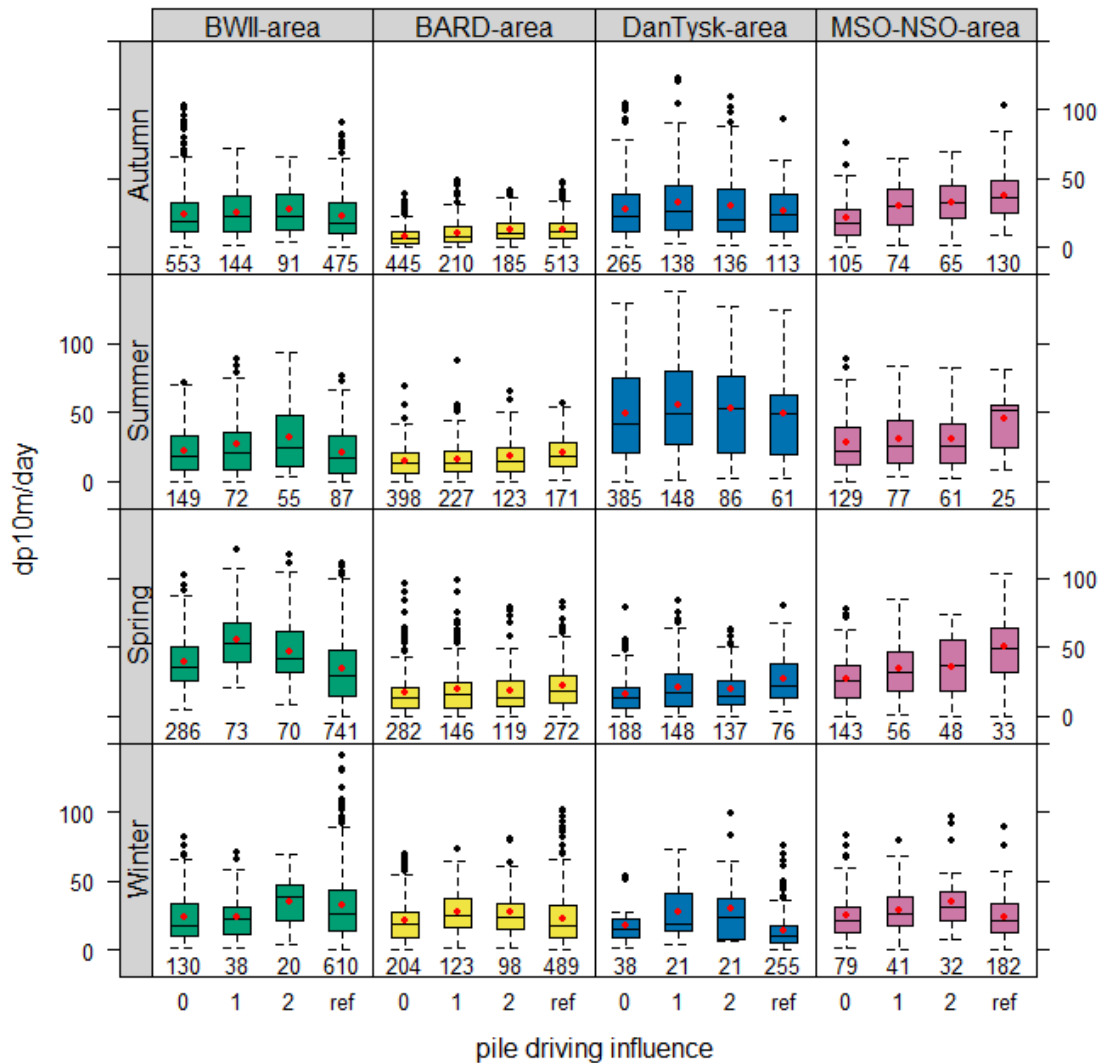 BWII-area BARD-area DanTysk-area MSO-NSO-area
Autumn
100
50
0
553 144 91 475 445 210 185 513 265 138 136 113 105 74 65 130
Summer
100
50
0
149 72 55 87 398 227 123 171 385 148 86 61 129 77 61 25
dp10m/day
Spring
100
50
0
286 73 70 741 282 146 119 272 188 148 137 76 143 56 48 33
Winter
100
50
0
130 38 20 610 204 123 98 489 38 21 21 255 79 41 32 182
0 1 2 ref 0 1 2 ref 0 1 2 ref 0 1 2 ref
pile driving influence